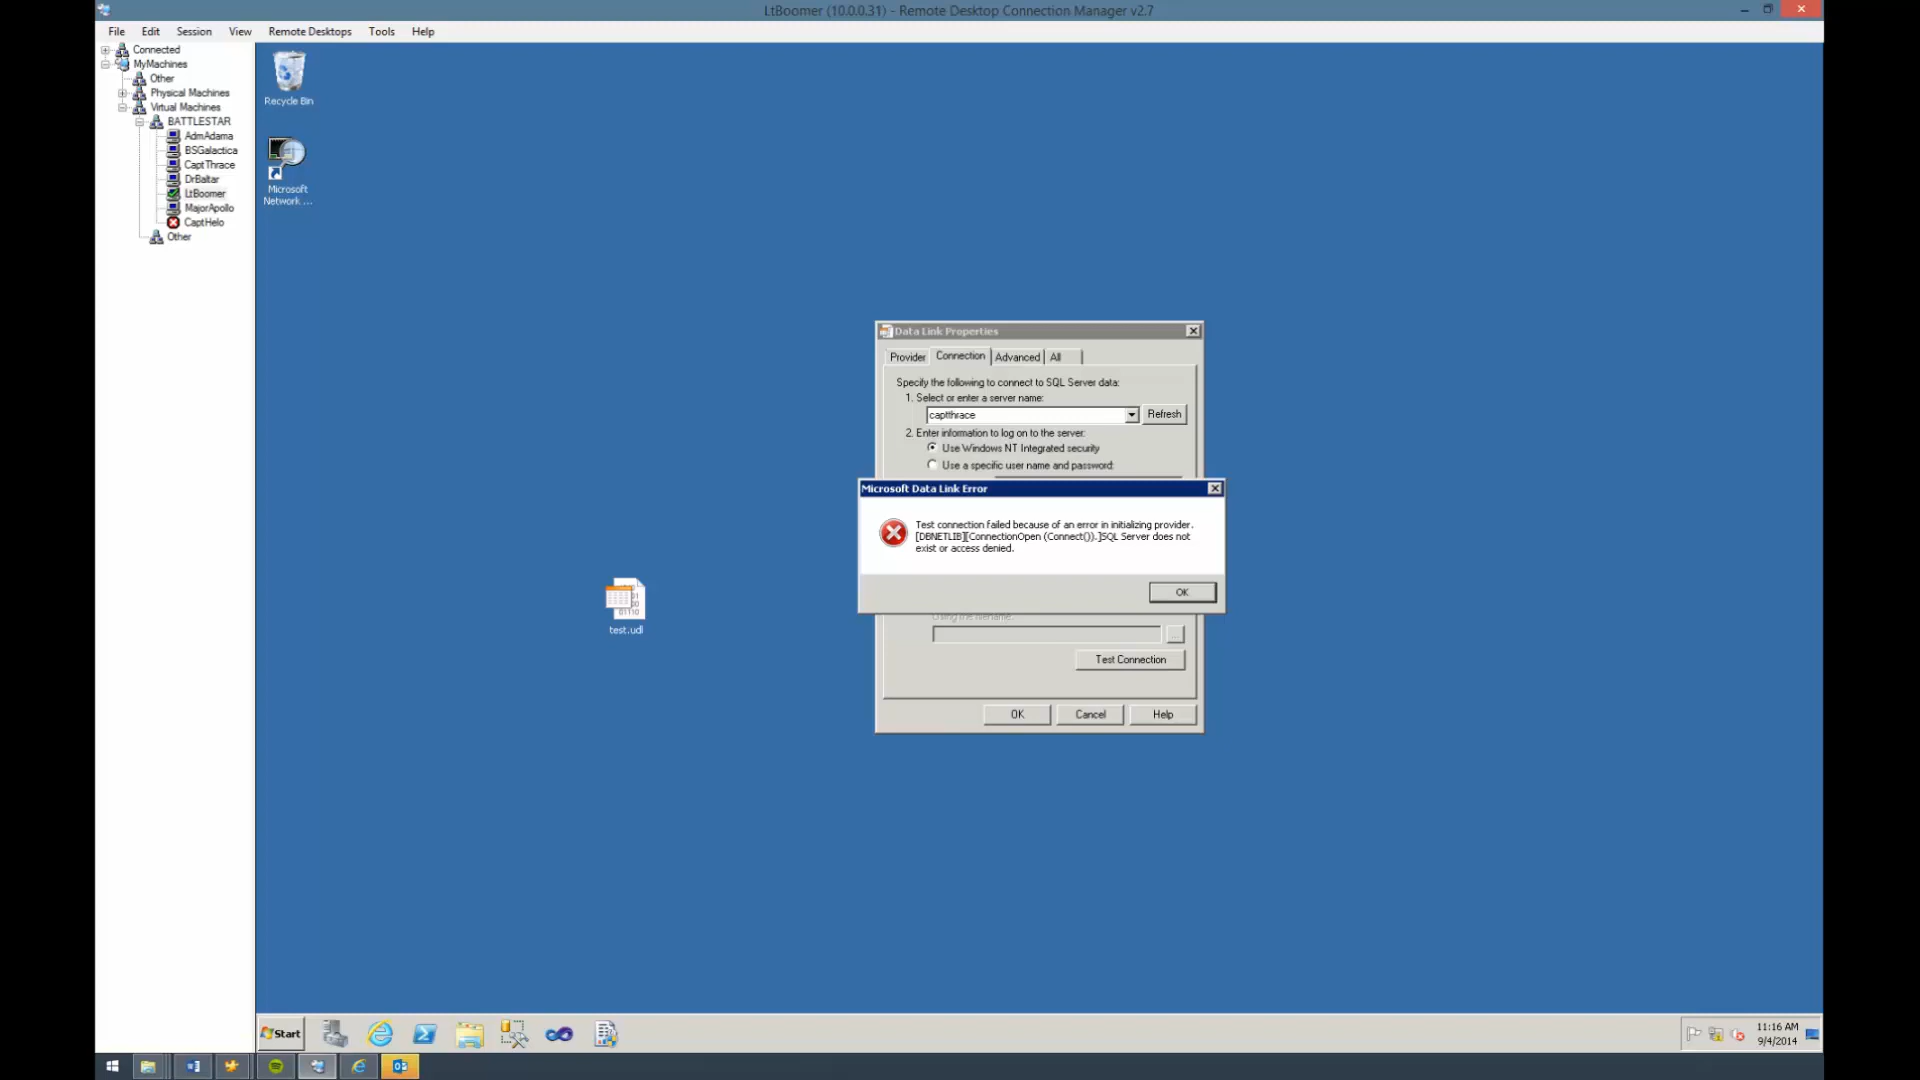 LtBoomer (10.0.0.31) - Remote Desktop Connection Manager v2.7
File Edit Session View Remote Desktops Tools Help
Connected
MyMachines
Other
Physical Machines
Virtual Machines
BATTLESTAR
AdmAdama
BSGalactica
CaptThrace
DrBaltar
LtBoomer
MajorApollo
CaptHelo
Other
Recycle Bin
Microsoft
Network ...
test.udl
Data Link Properties
Provider Connection Advanced All
Specify the following to connect to SQL Server data:
1. Select or enter a server name:
captthrace Refresh
2. Enter information to log on to the server:
Use Windows NT Integrated security
Use a specific user name and password:
Microsoft Data Link Error
Test connection failed because of an error in initializing provider.
[DBNETLIB][ConnectionOpen (Connect()).]SQL Server does not
exist or access denied.
OK
Using the filename:
...
Test Connection
OK Cancel Help
Start
11:16 AM
9/4/2014